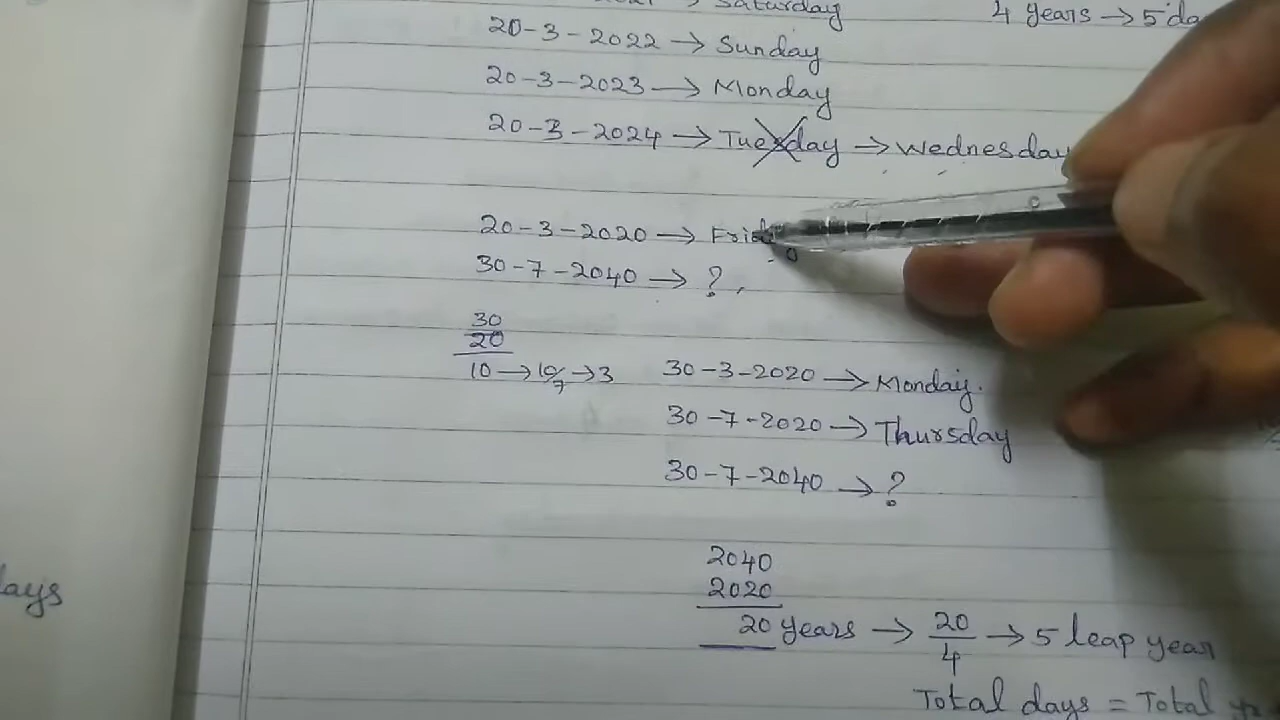 Saturday
4 years → 5 da
20-3-2022 → Sunday
20-3-2023 → Monday
20-3-2024 → Tuesday → Wednesday
20-3-2020 → Frid
30-7-2040 → ?
30
20
10 → 10/7 → 3
30-3-2020 → Monday.
30-7-2020 → Thursday
30-7-2040 → ?
2040
2020
20 years → 20/4 → 5 leap year
ays
Total days = Total